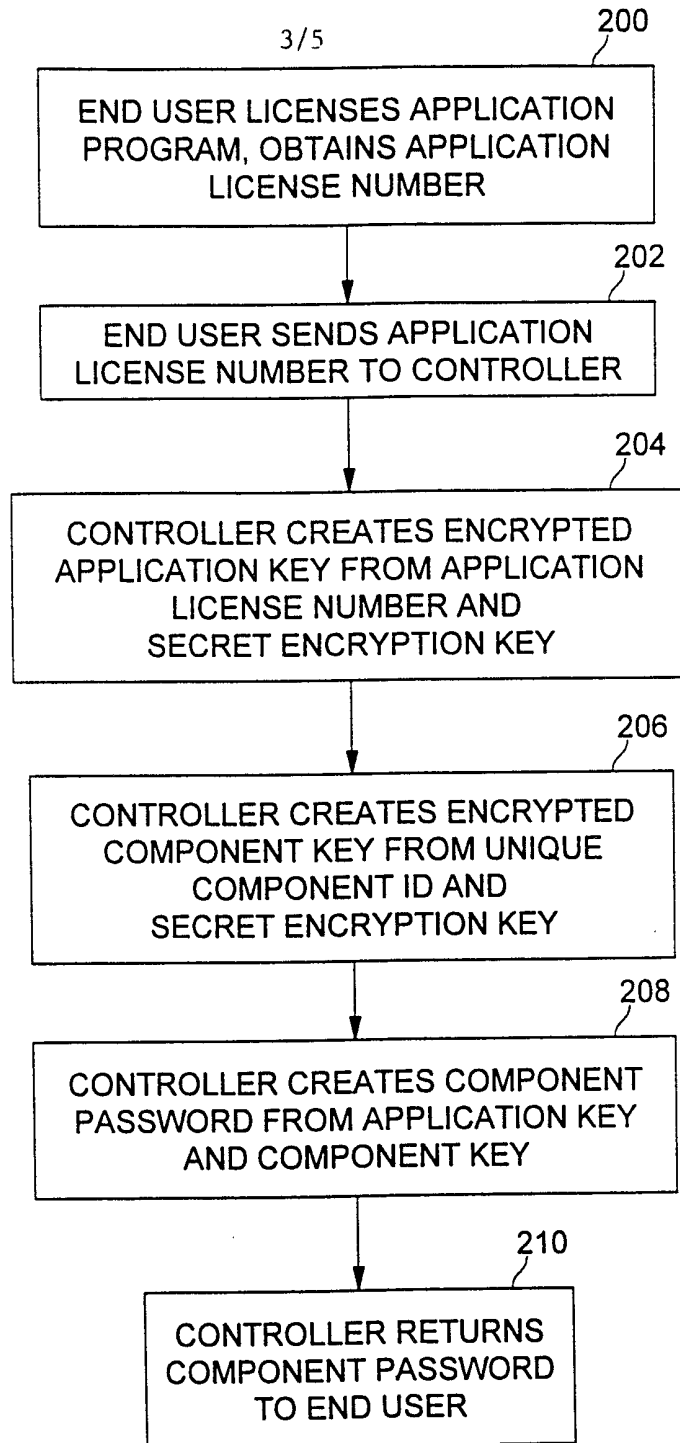 3/5
200
END USER LICENSES APPLICATION
PROGRAM, OBTAINS APPLICATION
LICENSE NUMBER
202
END USER SENDS APPLICATION
LICENSE NUMBER TO CONTROLLER
204
CONTROLLER CREATES ENCRYPTED
APPLICATION KEY FROM APPLICATION
LICENSE NUMBER AND
SECRET ENCRYPTION KEY
206
CONTROLLER CREATES ENCRYPTED
COMPONENT KEY FROM UNIQUE
COMPONENT ID AND
SECRET ENCRYPTION KEY
208
CONTROLLER CREATES COMPONENT
PASSWORD FROM APPLICATION KEY
AND COMPONENT KEY
210
CONTROLLER RETURNS
COMPONENT PASSWORD
TO END USER